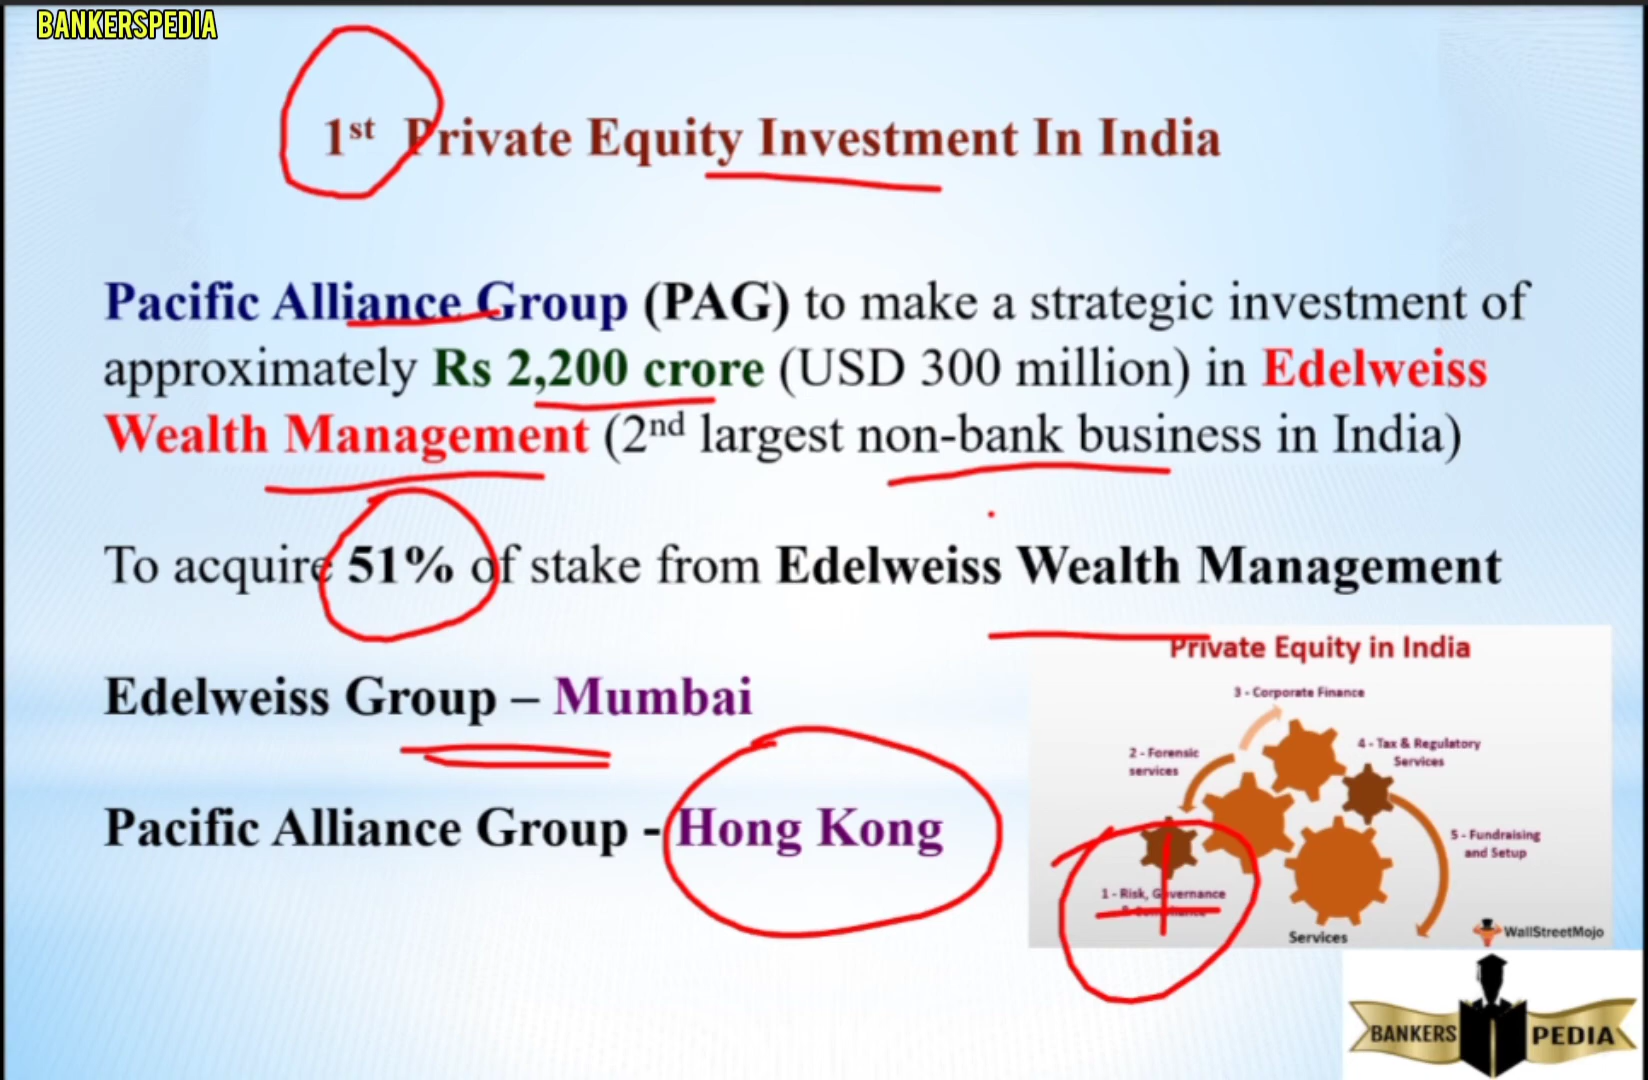 BANKERSPEDIA
1st Private Equity Investment In India
Pacific Alliance Group (PAG) to make a strategic investment of
approximately Rs 2,200 crore (USD 300 million) in Edelweiss
Wealth Management (2nd largest non-bank business in India)
To acquire 51% of stake from Edelweiss Wealth Management
Edelweiss Group – Mumbai
Pacific Alliance Group - Hong Kong
Private Equity in India
3 - Corporate Finance
2 - Forensic
services
4 - Tax & Regulatory
Services
5 - Fundraising
and Setup
1 - Risk, Governance
Services
WallStreetMojo
BANKERS PEDIA